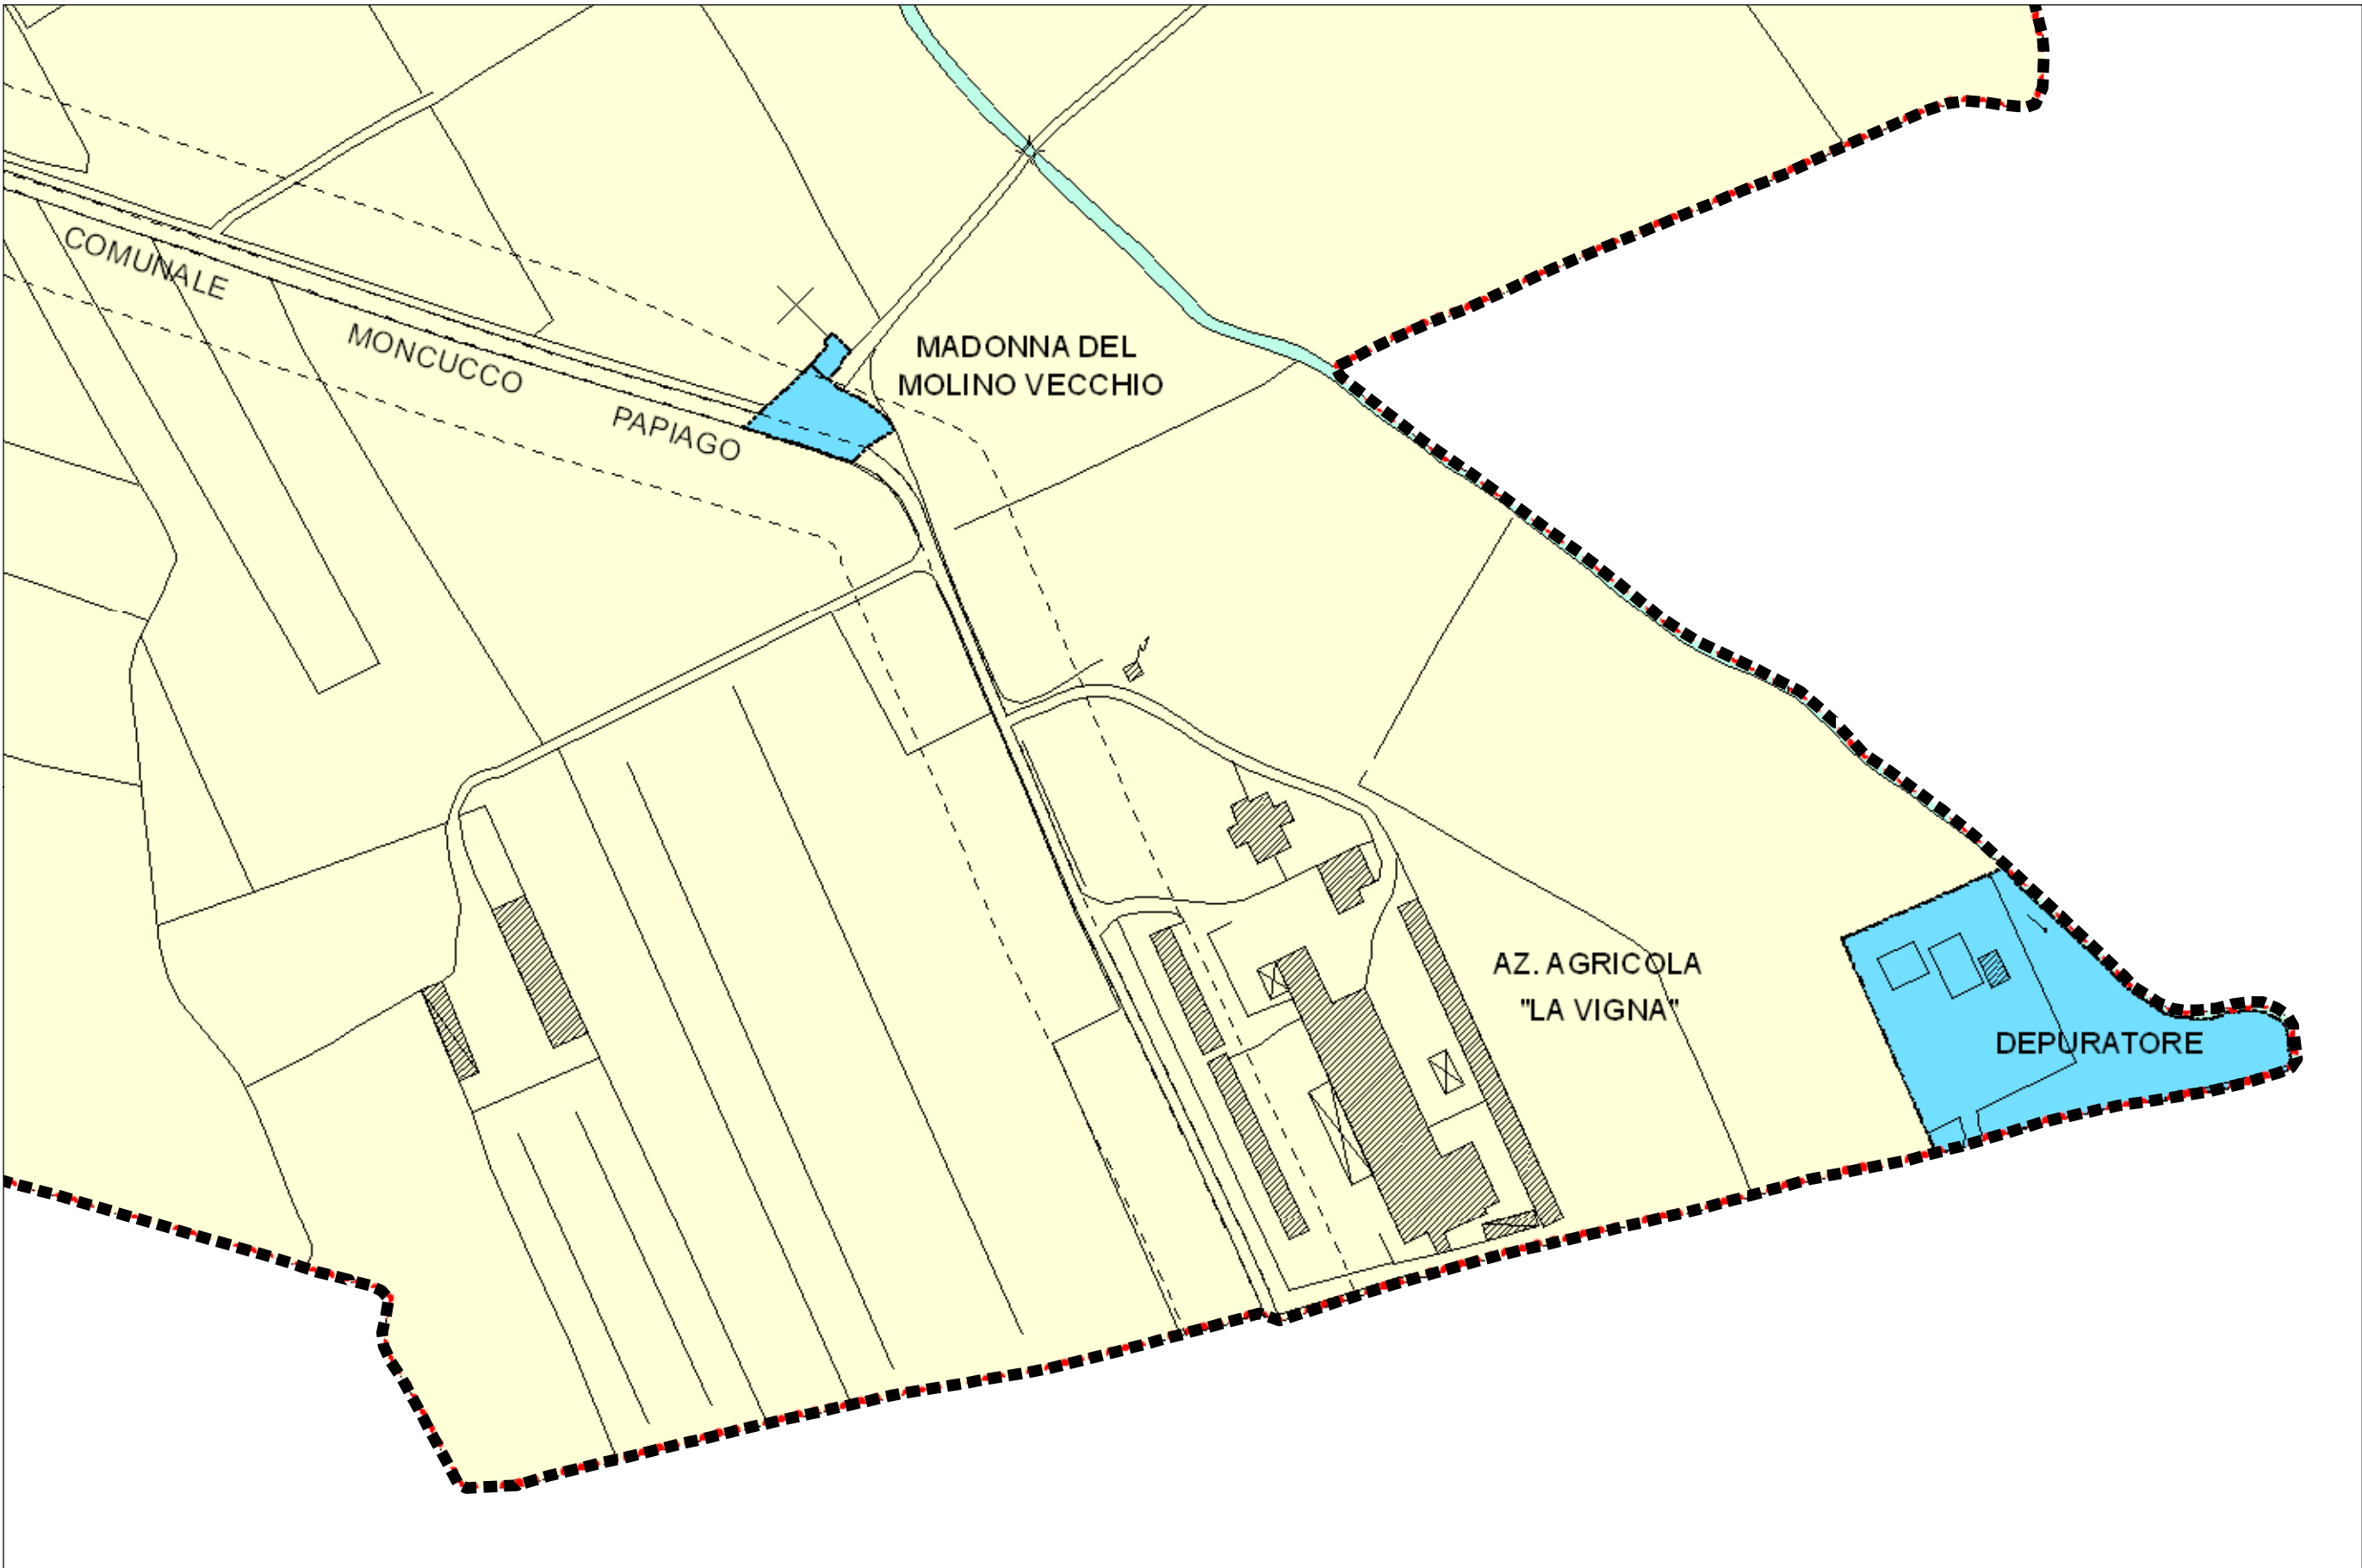 COMUNALE
MONCUCCO
PAPIAGO
MADONNA DEL
MOLINO VECCHIO
AZ. AGRICOLA
"LA VIGNA"
DEPURATORE